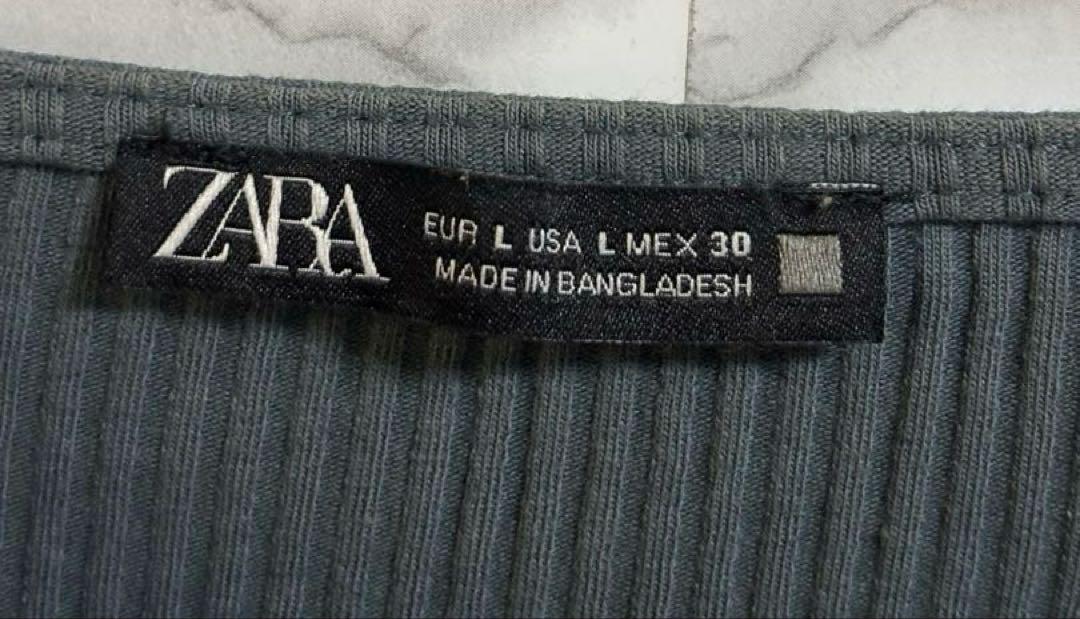 ZARA
EUR L USA L MEX 30
MADE IN BANGLADESH